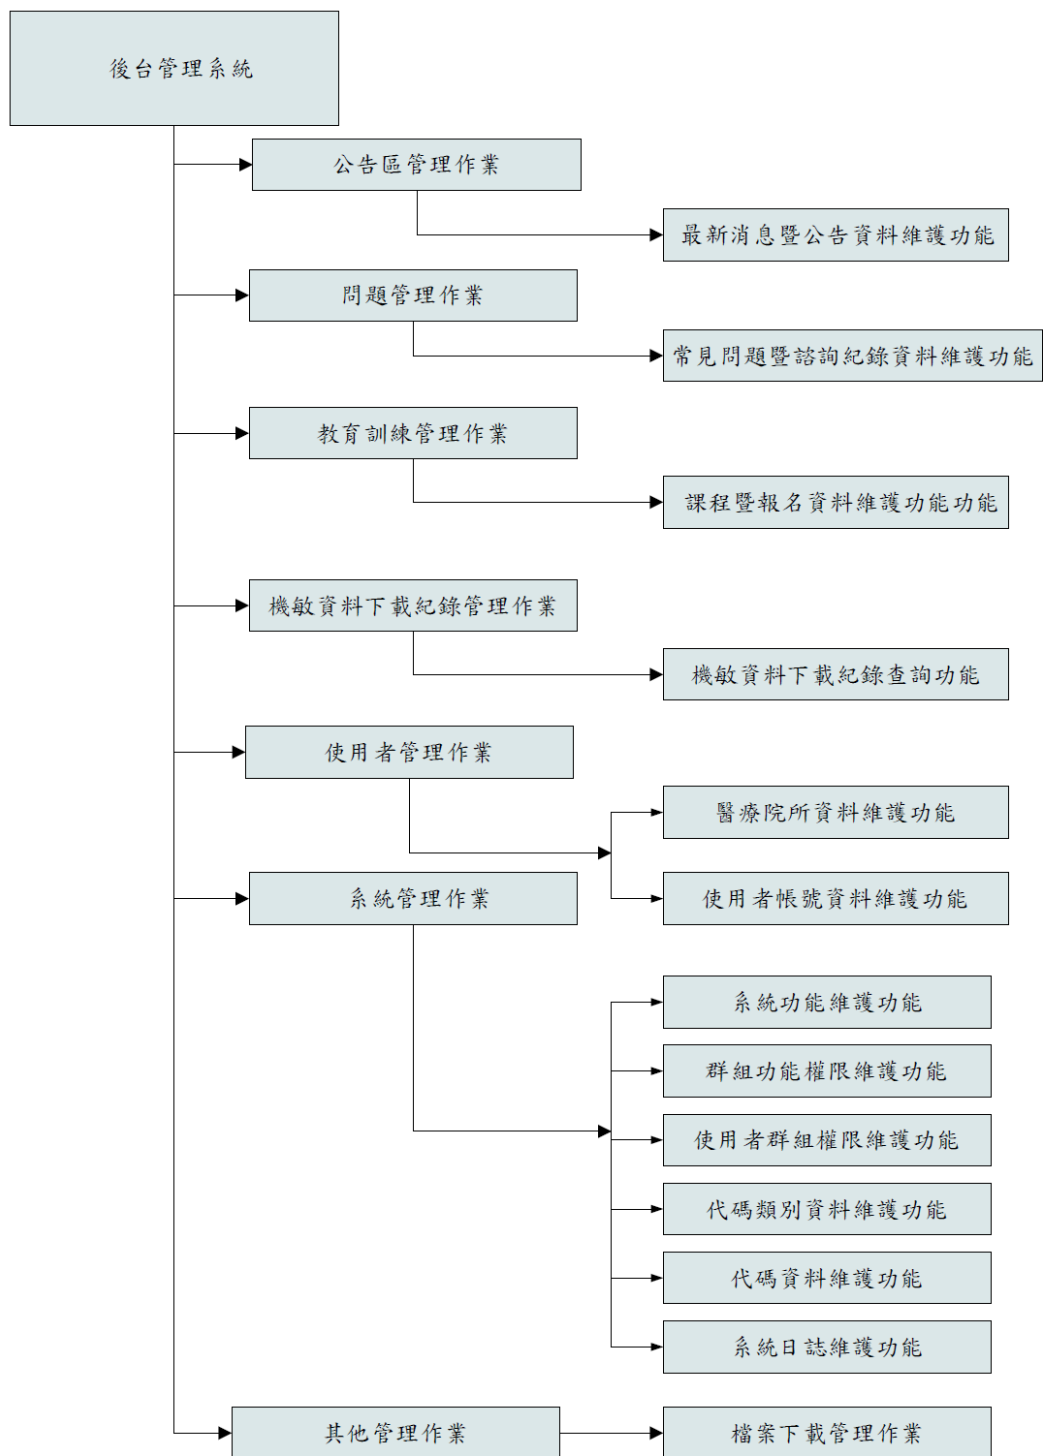 後台管理系統
公告區管理作業
最新消息暨公告資料維護功能
問題管理作業
常見問題暨諮詢紀錄資料維護功能
教育訓練管理作業
課程暨報名資料維護功能功能
機敏資料下載紀錄管理作業
機敏資料下載紀錄查詢功能
使用者管理作業
醫療院所資料維護功能
使用者帳號資料維護功能
系統管理作業
系統功能維護功能
群組功能權限維護功能
使用者群組權限維護功能
代碼類別資料維護功能
代碼資料維護功能
系統日誌維護功能
其他管理作業
檔案下載管理作業